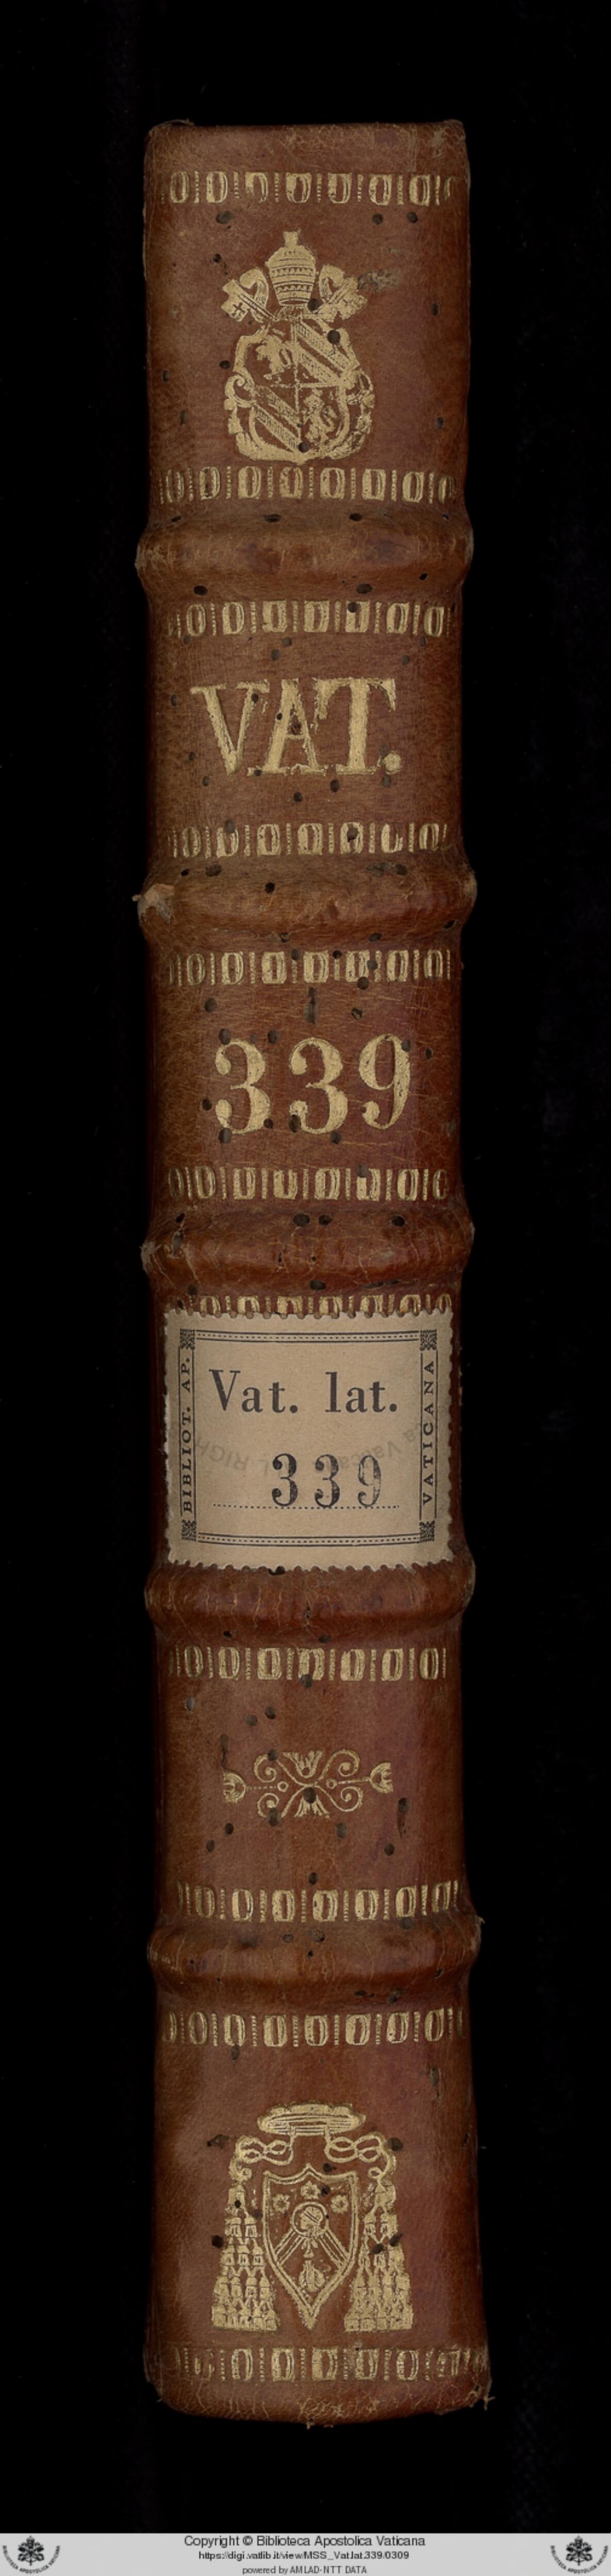 VAT.
339
BIBLIOT. AP.
Vat. lat.
VATICANA
339
Copyright © Biblioteca Apostolica Vaticana
https://digi.vatlib.it/view/MSS_Vat.lat.339/0309
powered by AMLAD-NTT DATA